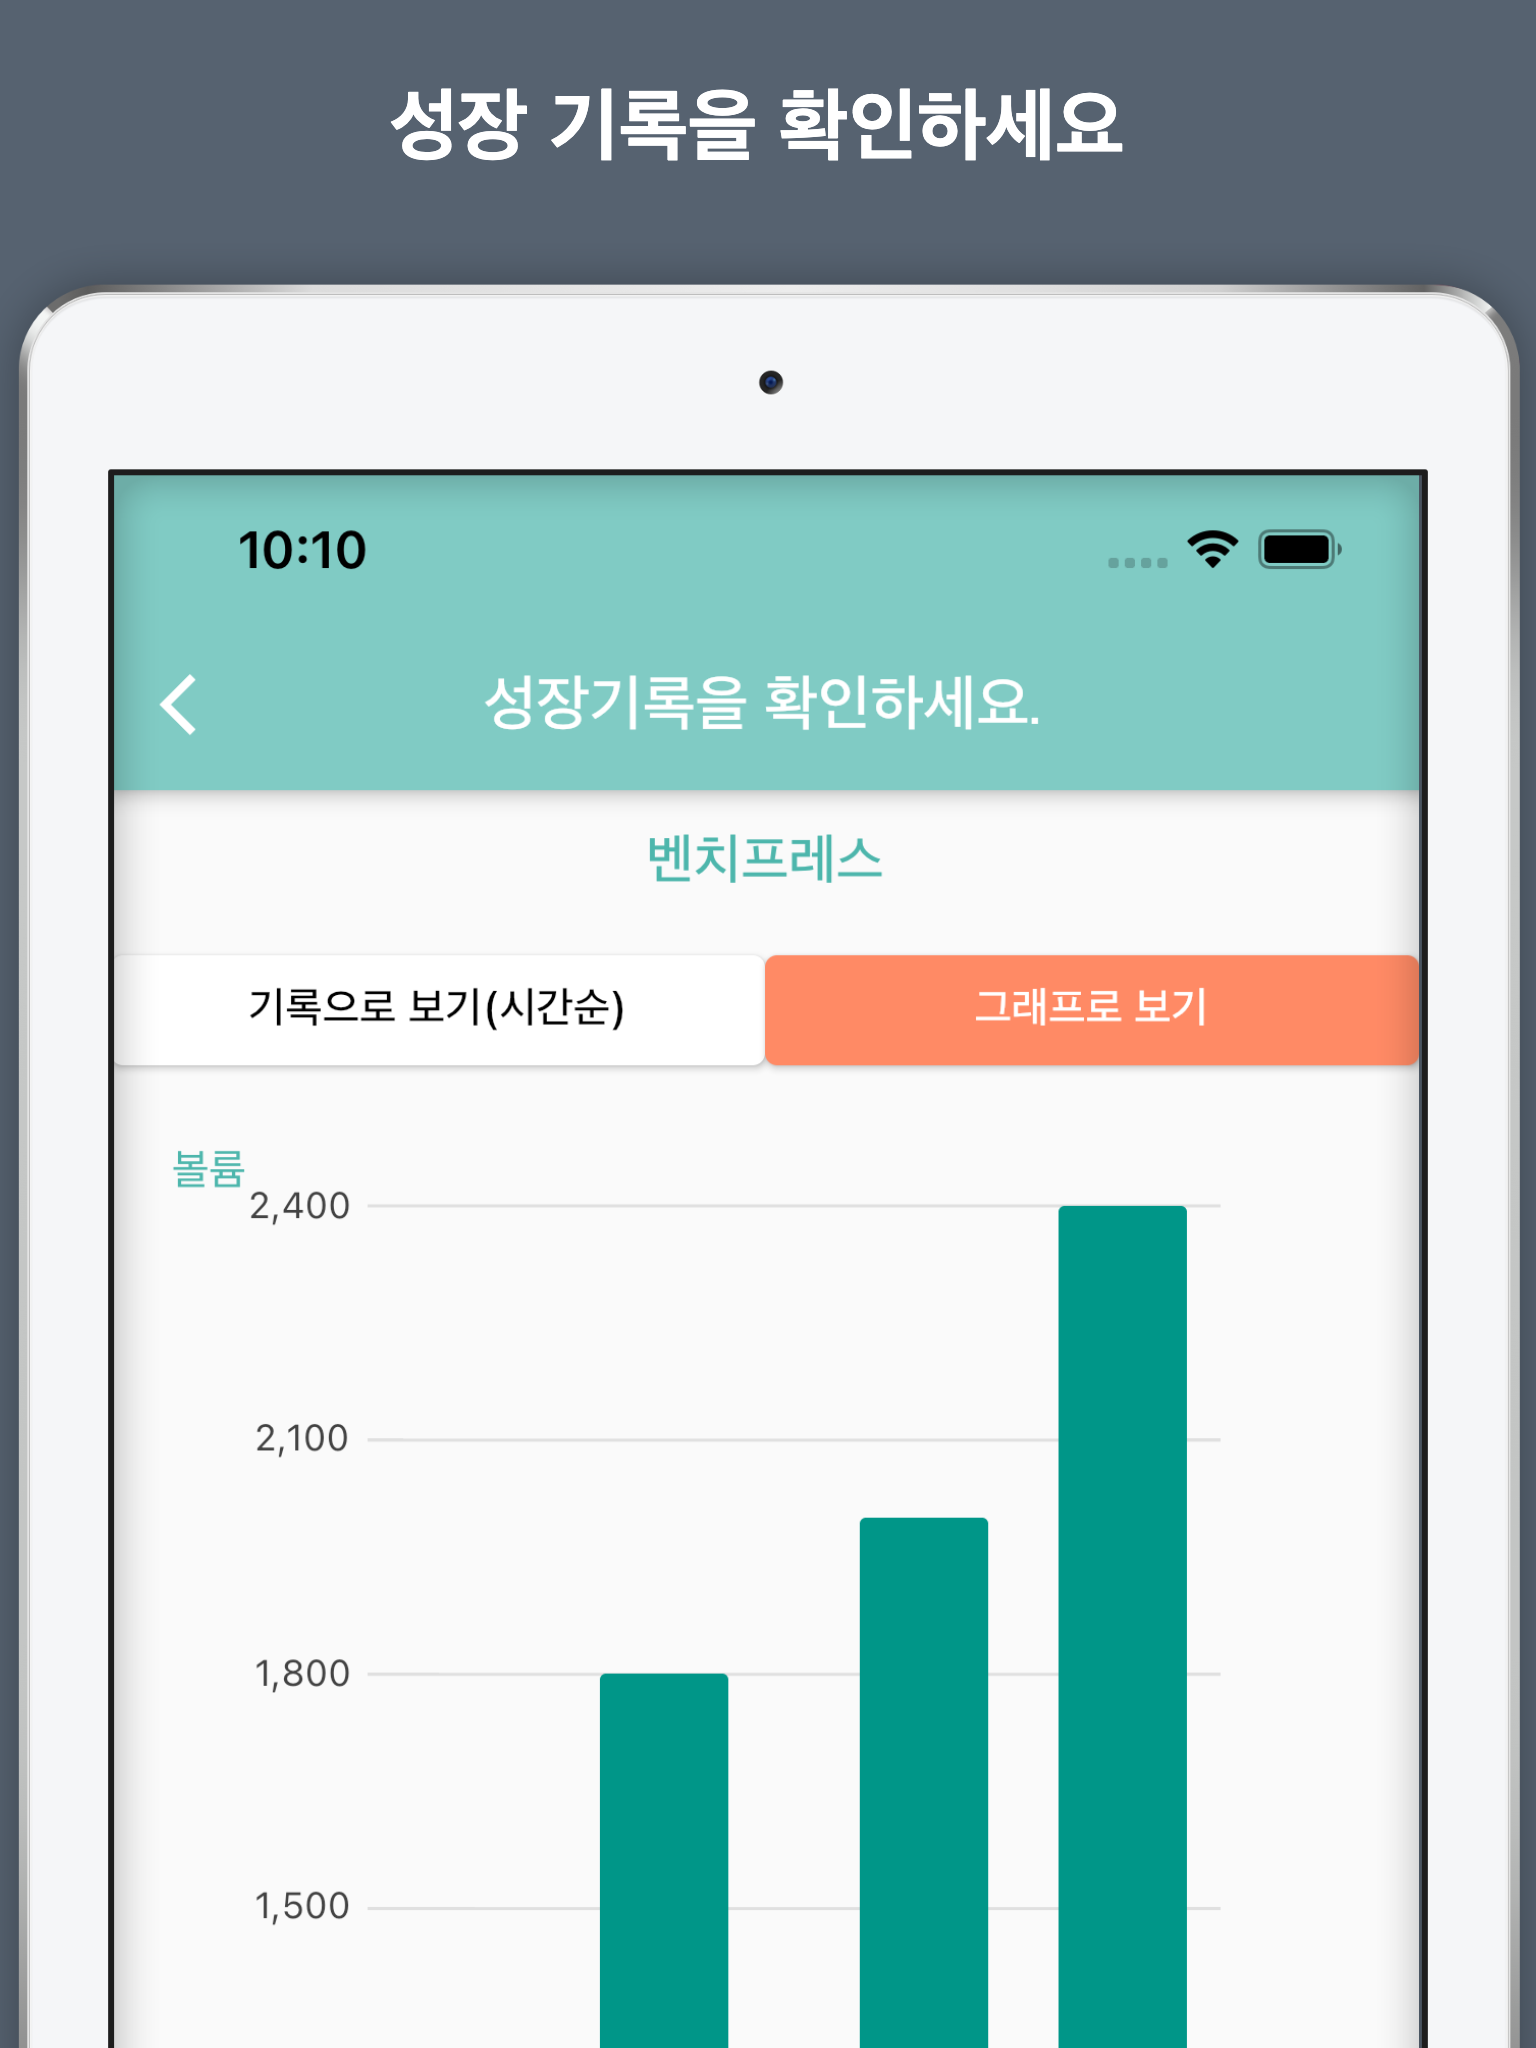 성장 기록을 확인하세요
10:10
성장기록을 확인하세요.
벤치프레스
기록으로 보기(시간순)
그래프로 보기
볼륨
2,400
2,100
1,800
1,500